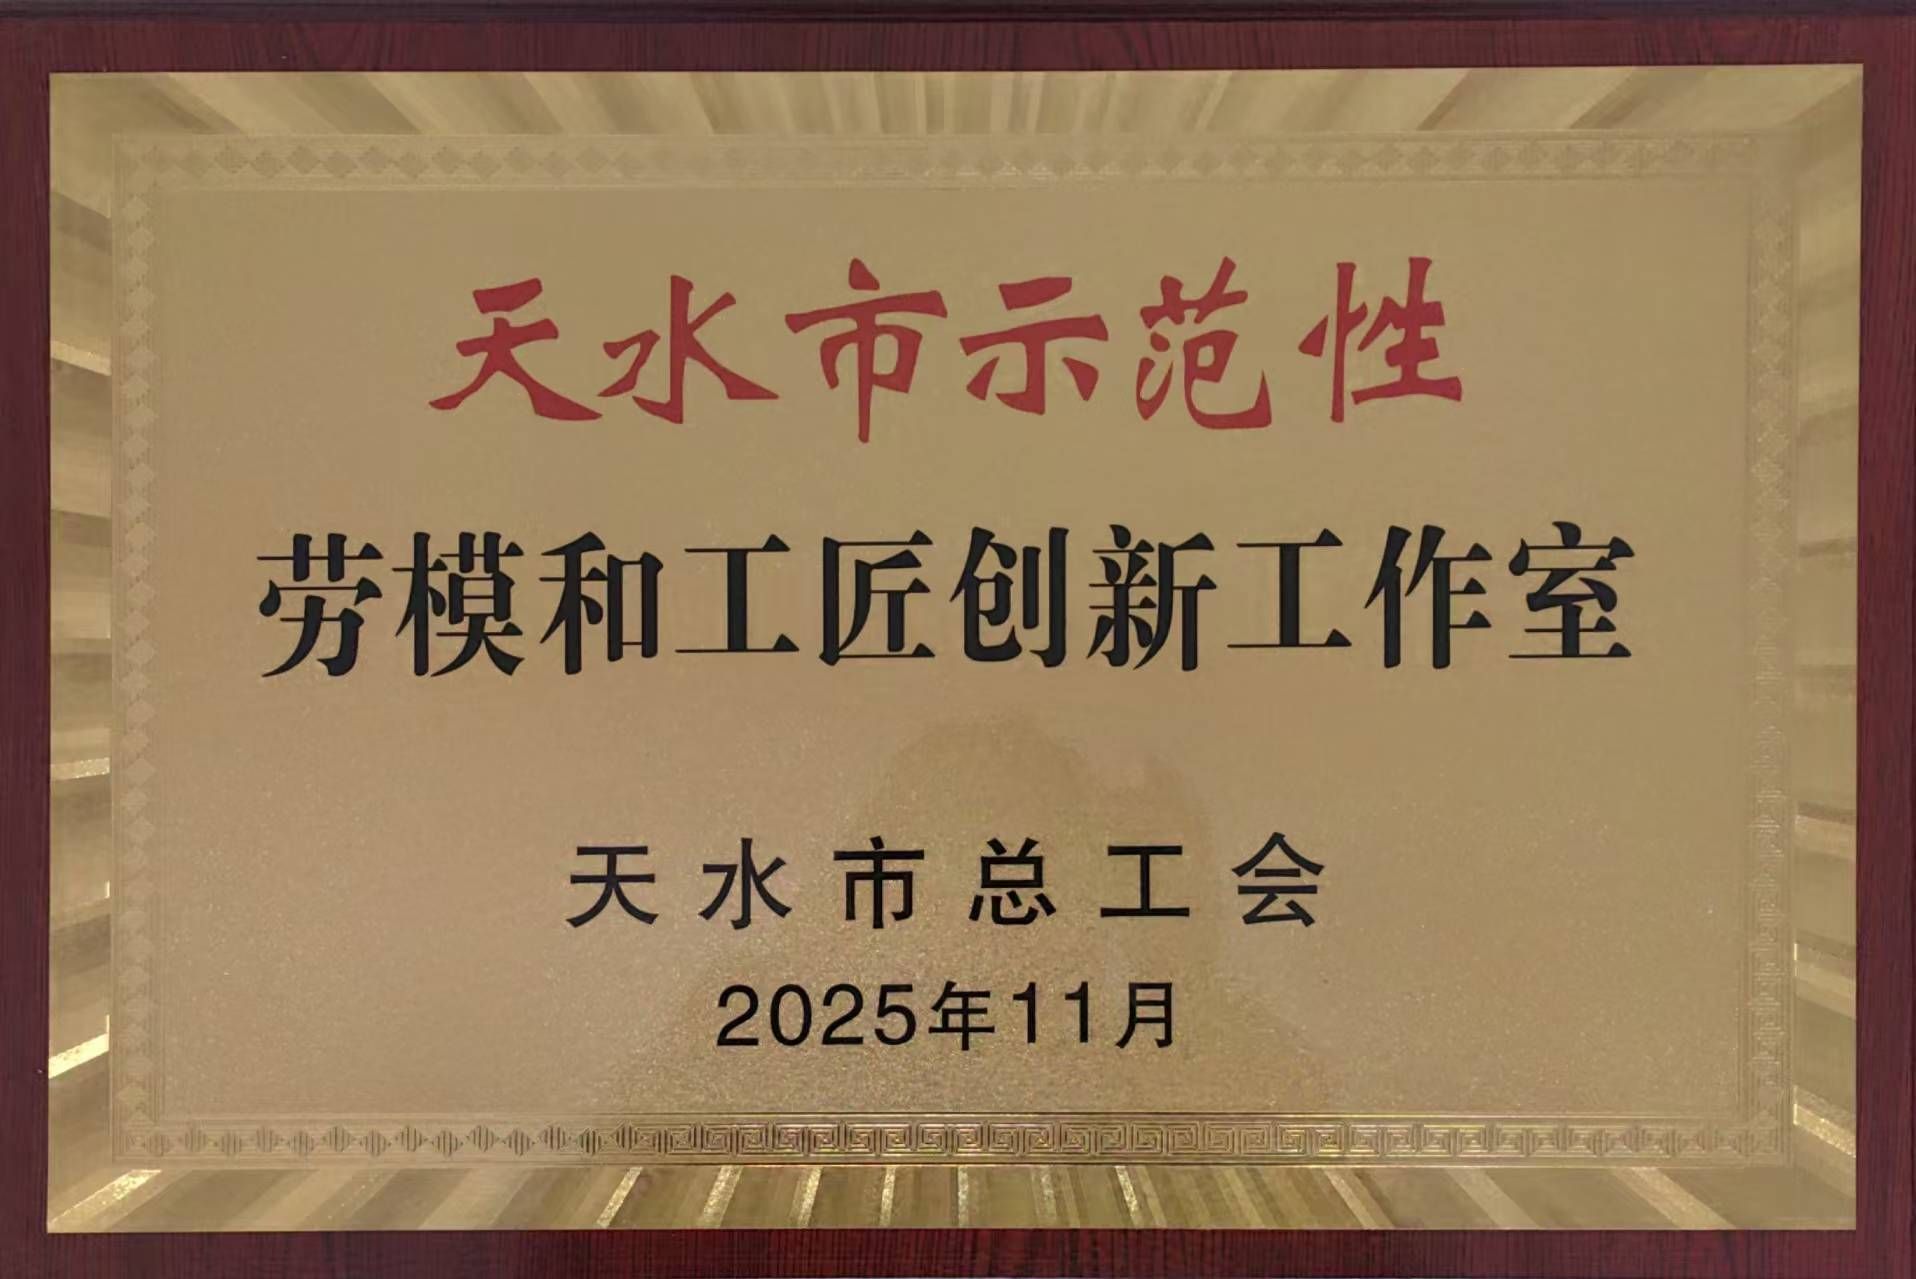 天水市示范性
劳模和工匠创新工作室
天水市总工会
2025年11月